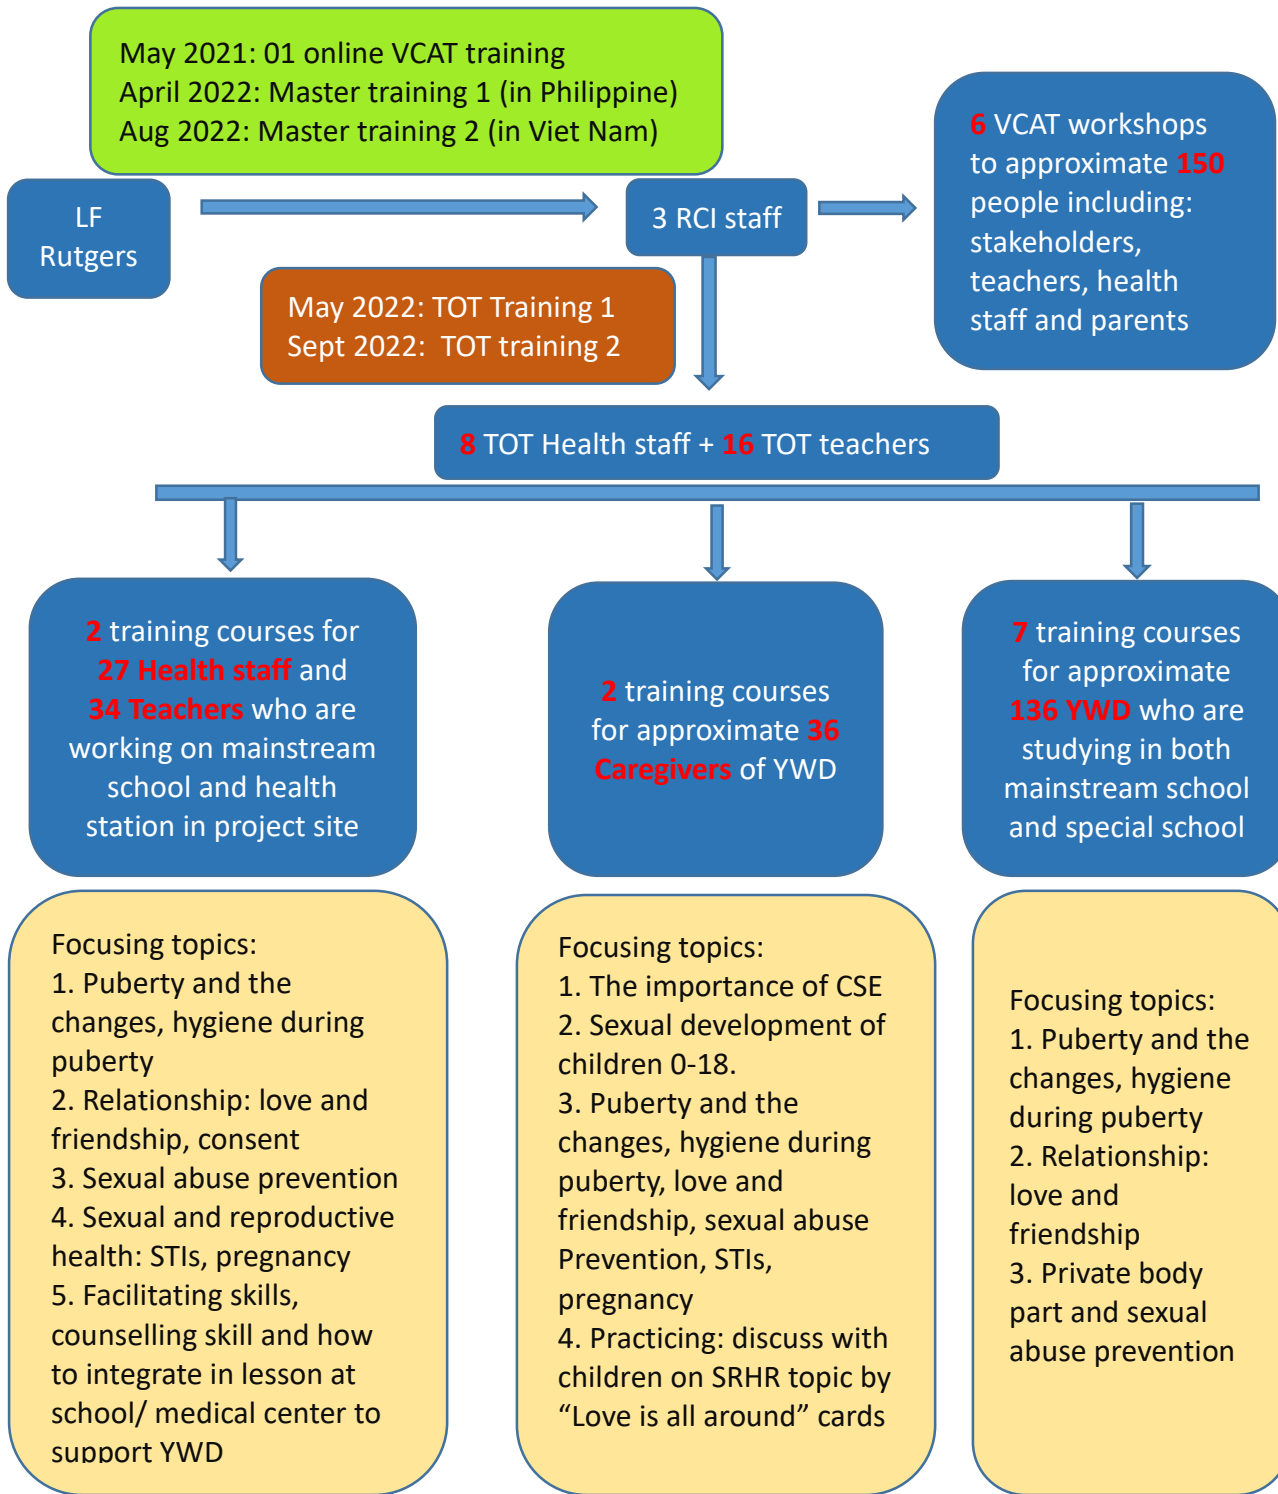 May 2021: 01 online VCAT training
April 2022: Master training 1 (in Philippine)
Aug 2022: Master training 2 (in Viet Nam)
LF
Rutgers
3 RCI staff
6 VCAT workshops
to approximate 150
people including:
stakeholders,
teachers, health
staff and parents
May 2022: TOT Training 1
Sept 2022: TOT training 2
8 TOT Health staff + 16 TOT teachers
2 training courses for
27 Health staff and
34 Teachers who are
working on mainstream
school and health
station in project site
2 training courses
for approximate 36
Caregivers of YWD
7 training courses
for approximate
136 YWD who are
studying in both
mainstream school
and special school
Focusing topics:
1. Puberty and the
changes, hygiene during
puberty
2. Relationship: love and
friendship, consent
3. Sexual abuse prevention
4. Sexual and reproductive
health: STIs, pregnancy
5. Facilitating skills,
counselling skill and how
to integrate in lesson at
school/ medical center to
support YWD
Focusing topics:
1. The importance of CSE
2. Sexual development of
children 0-18.
3. Puberty and the
changes, hygiene during
puberty, love and
friendship, sexual abuse
Prevention, STIs,
pregnancy
4. Practicing: discuss with
children on SRHR topic by
“Love is all around” cards
Focusing topics:
1. Puberty and the
changes, hygiene
during puberty
2. Relationship:
love and
friendship
3. Private body
part and sexual
abuse prevention